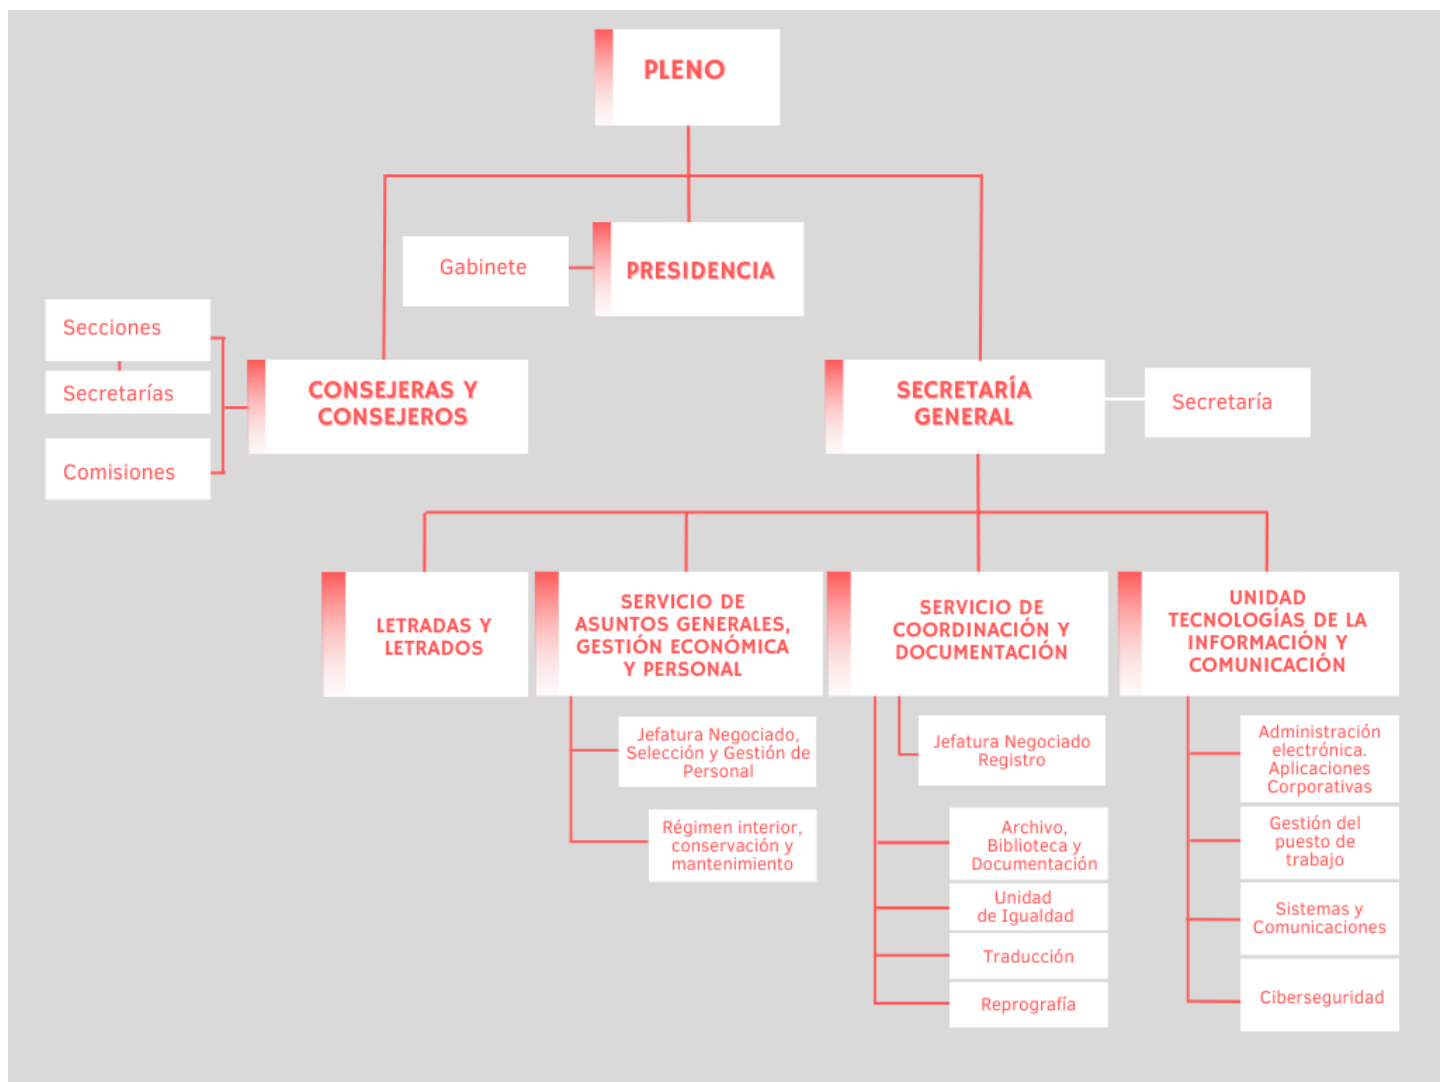 PLENO
Gabinete
PRESIDENCIA
Secciones
Secretarías
Comisiones
CONSEJERAS Y
CONSEJEROS
SECRETARÍA
GENERAL
Secretaría
LETRADAS Y
LETRADOS
SERVICIO DE
ASUNTOS GENERALES,
GESTIÓN ECONÓMICA
Y PERSONAL
SERVICIO DE
COORDINACIÓN Y
DOCUMENTACIÓN
UNIDAD
TECNOLOGÍAS DE LA
INFORMACIÓN Y
COMUNICACIÓN
Jefatura Negociado,
Selección y Gestión de
Personal
Régimen interior,
conservación y
mantenimiento
Jefatura Negociado
Registro
Archivo,
Biblioteca y
Documentación
Unidad
de Igualdad
Traducción
Reprografía
Administración
electrónica.
Aplicaciones
Corporativas
Gestión del
puesto de
trabajo
Sistemas y
Comunicaciones
Ciberseguridad